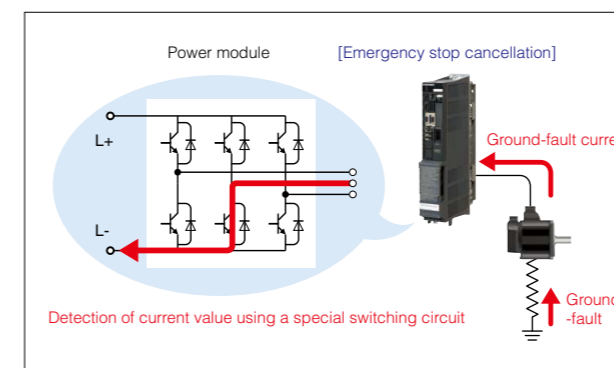 Power module
[Emergency stop cancellation]
L+
Ground-fault curre
L-
Ground
-fault
Detection of current value using a special switching circuit